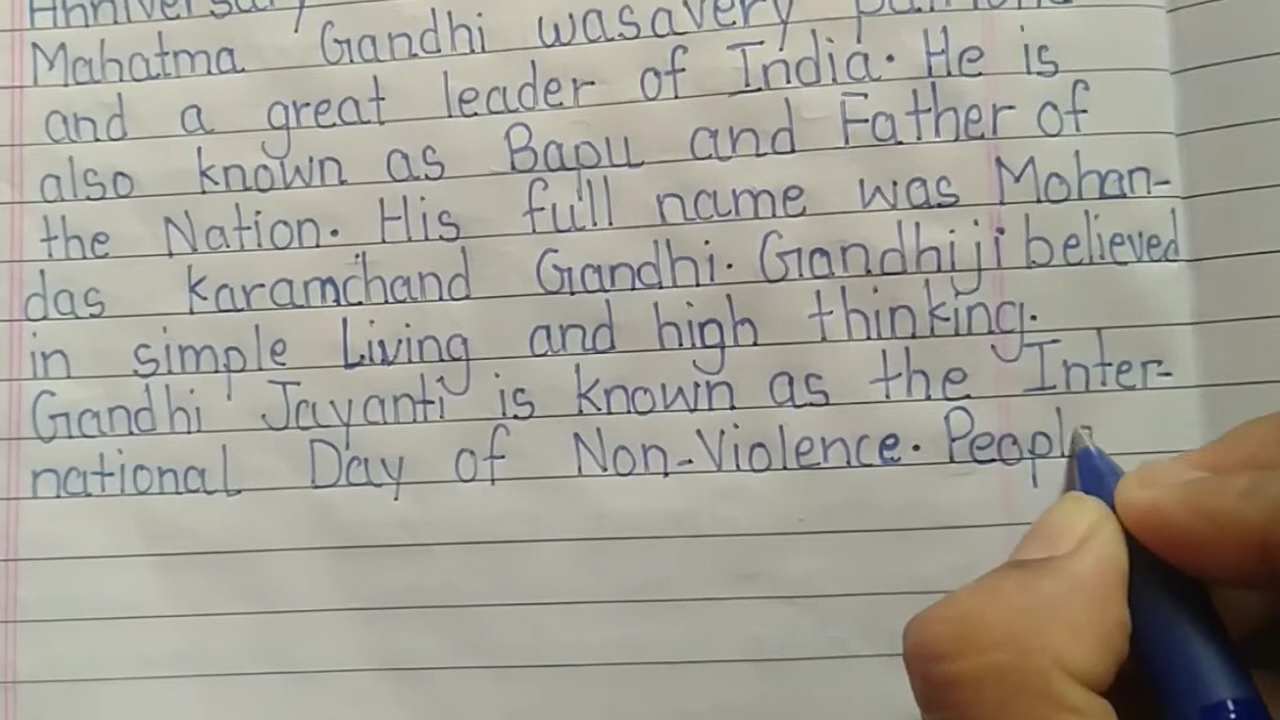 Anniversary
Mahatma Gandhi wasavery
and a great leader of India. He is
also known as Bapu and Father of
the Nation. His full name was Mohan-
das Karamchand Gandhi. Gandhiji believed
in simple Living and high thinking.
Gandhi Jayanti is known as the Inter-
national Day of Non-Violence. Peopl